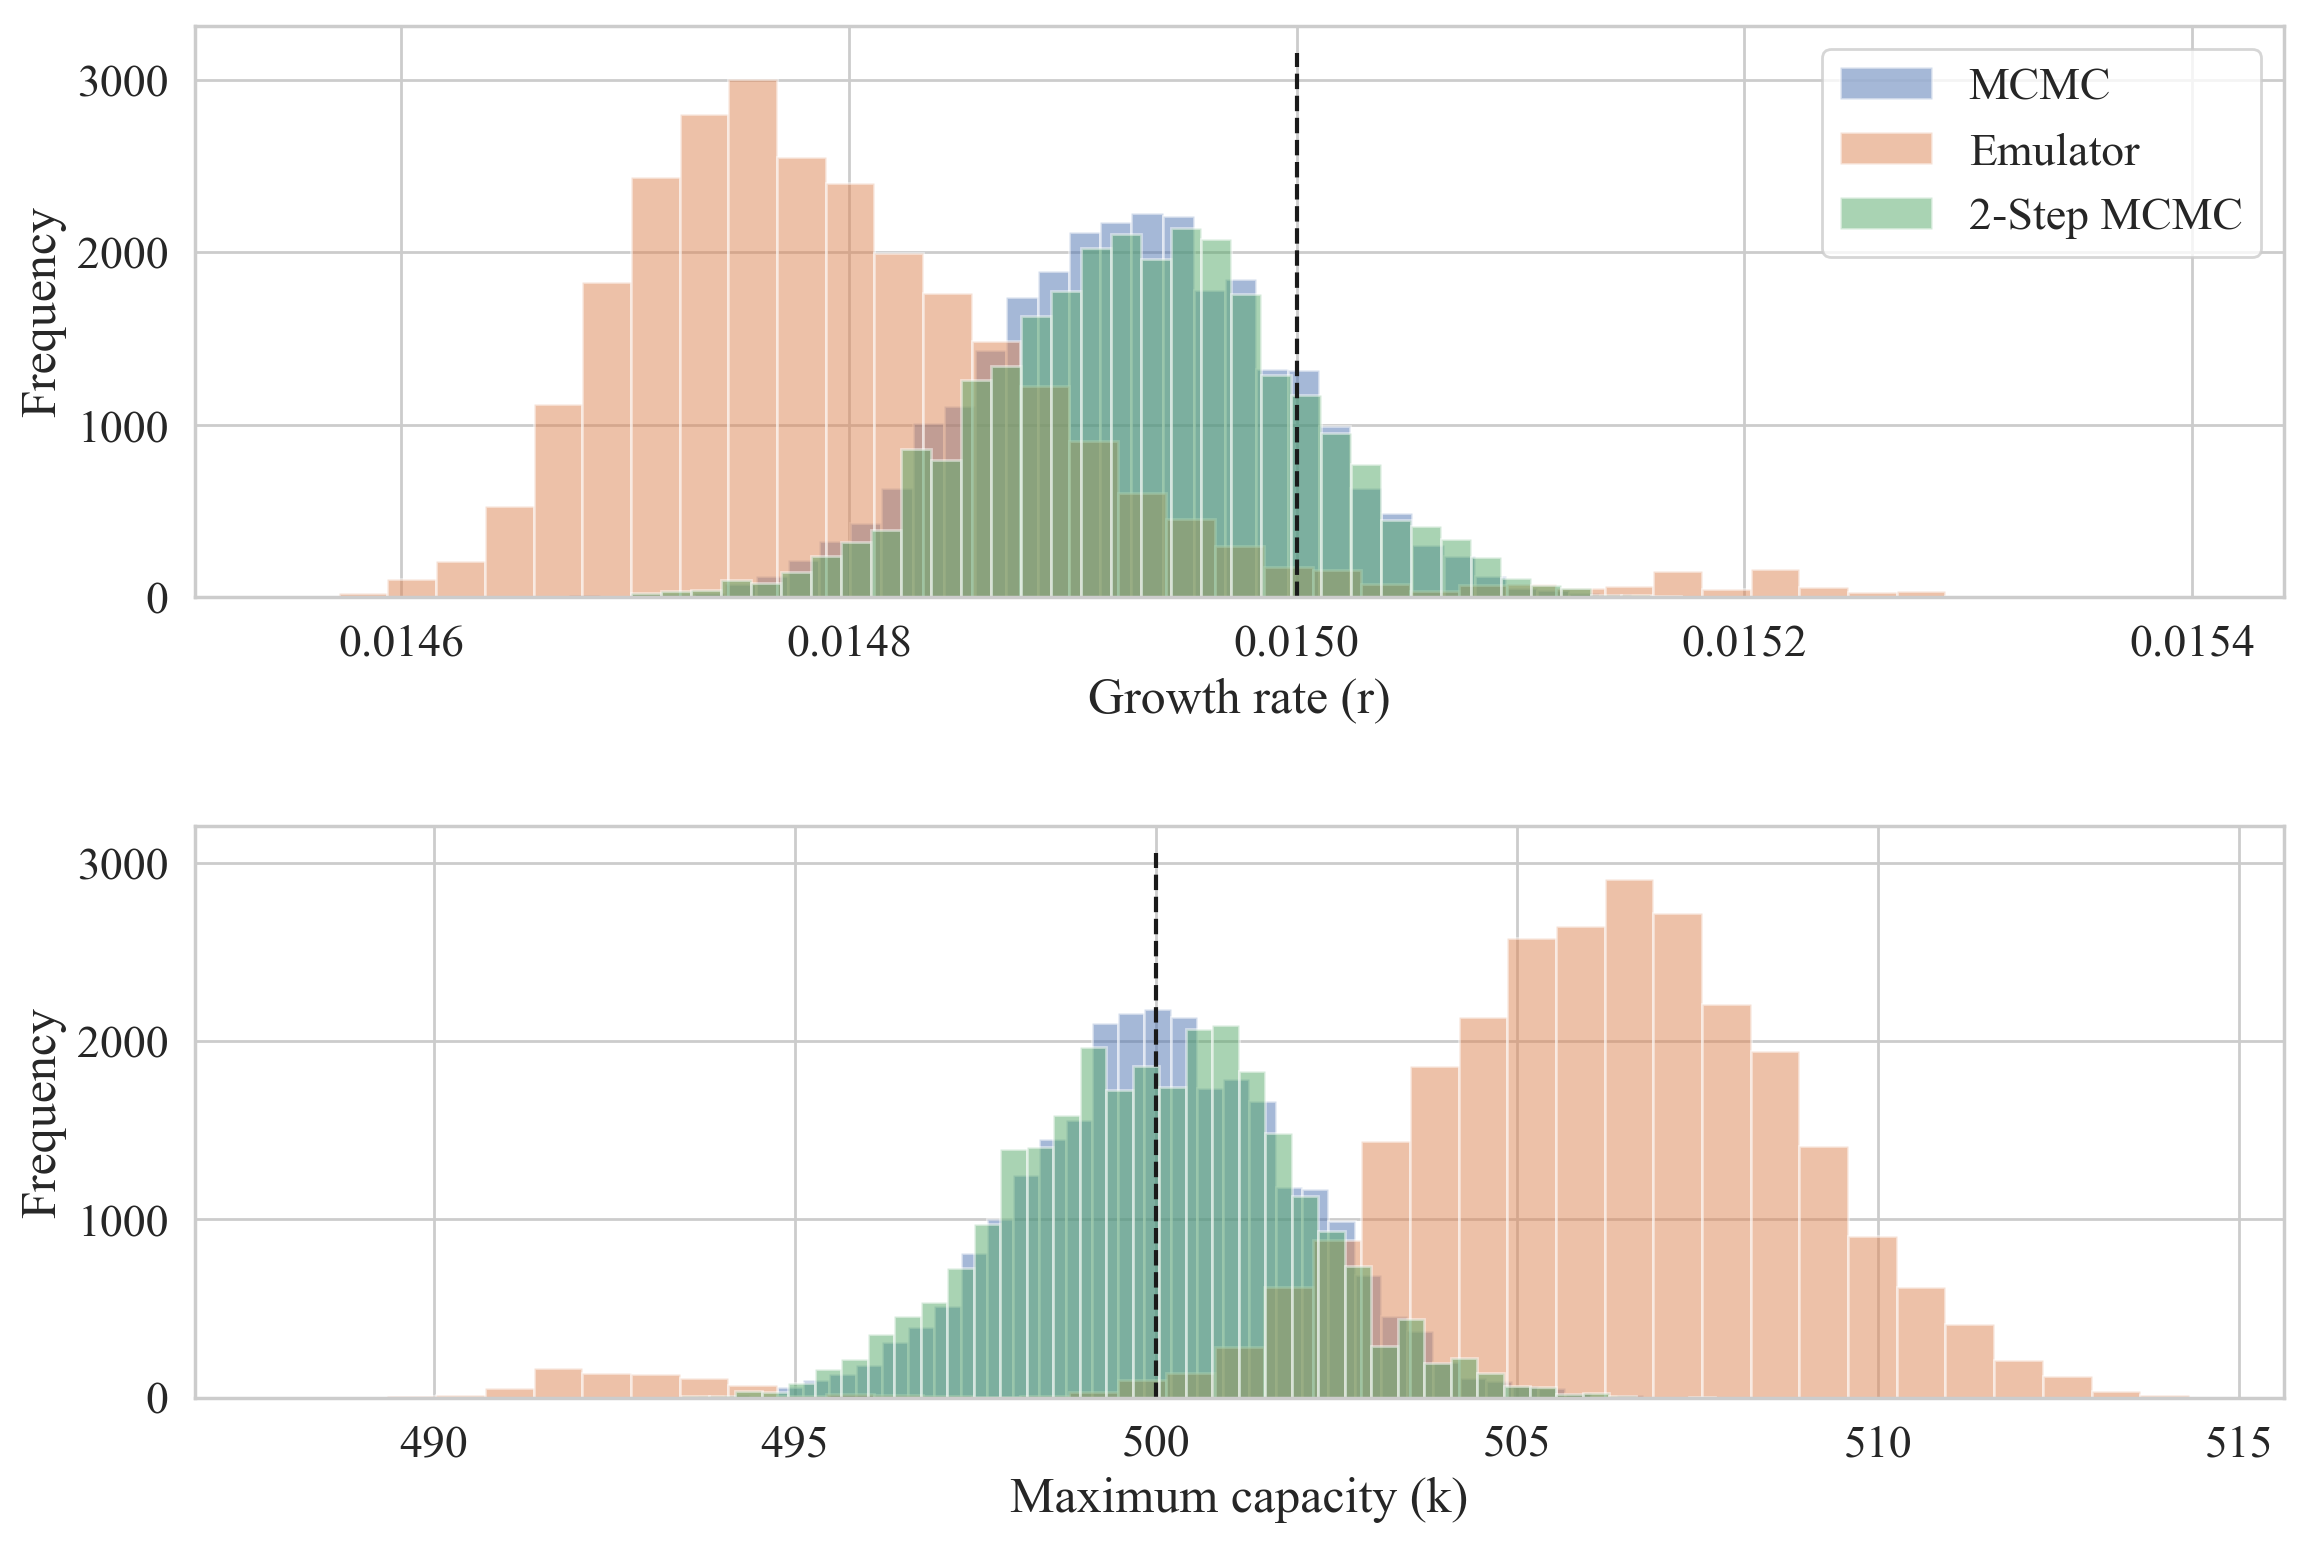 3000
2000
1000
0
Frequency
MCMC
Emulator
2-Step MCMC
0.0146 0.0148 0.0150 0.0152 0.0154
Growth rate (r)
3000
2000
1000
0
Frequency
490 495 500 505 510 515
Maximum capacity (k)